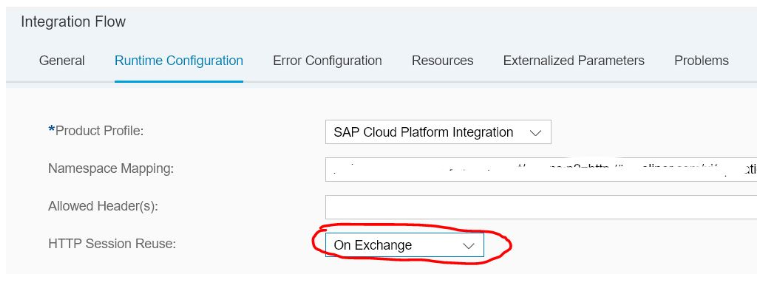 Integration Flow
General Runtime Configuration Error Configuration Resources Externalized Parameters Problems
*Product Profile: SAP Cloud Platform Integration
Namespace Mapping:
Allowed Header(s):
HTTP Session Reuse: On Exchange